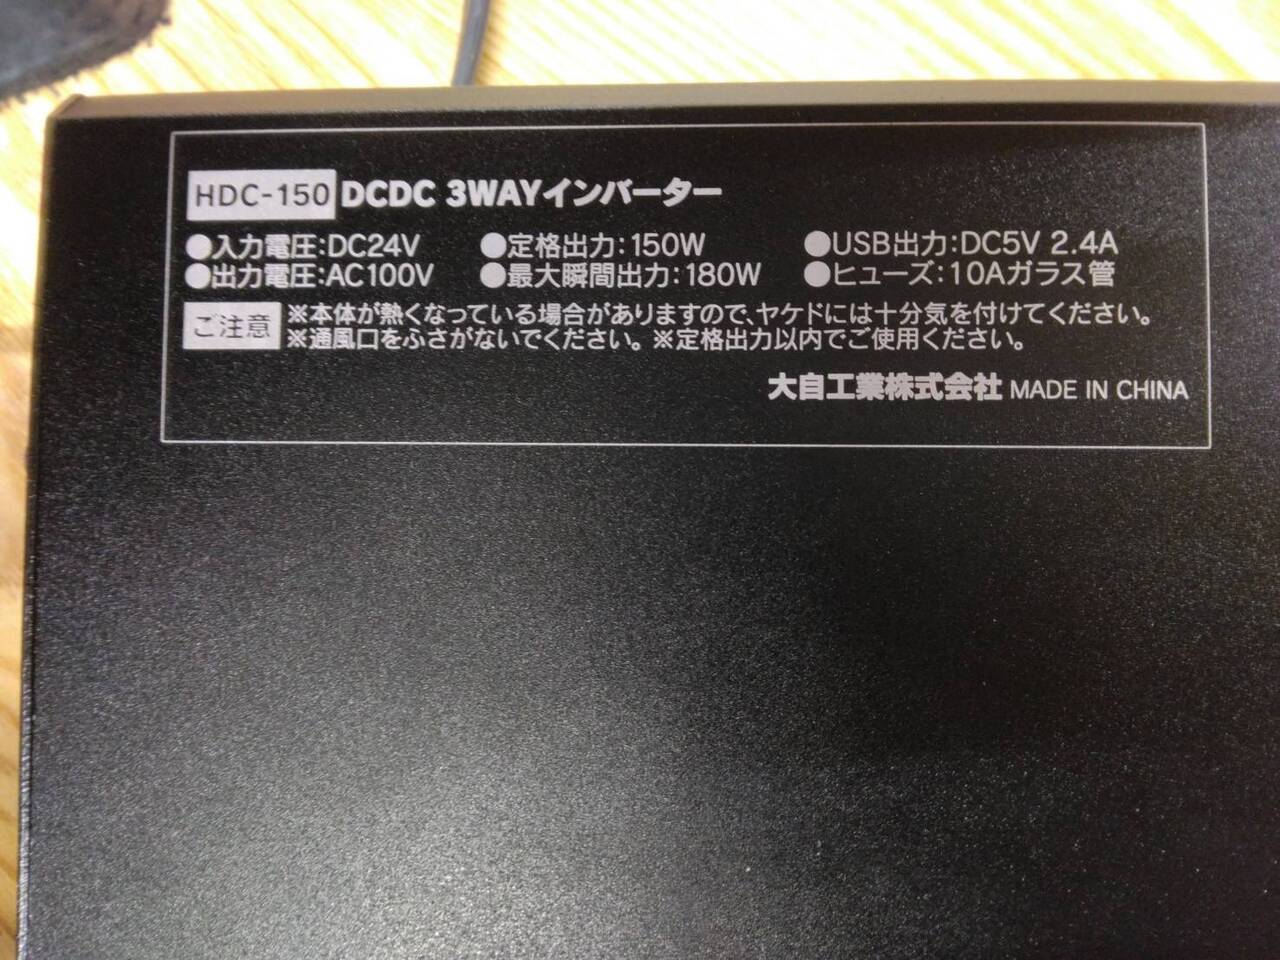 HDC-150 DCDC 3WAYインバーター
●入力電圧:DC24V ●定格出力:150W ●USB出力:DC5V 2.4A
●出力電圧:AC100V ●最大瞬間出力:180W ●ヒューズ:10Aガラス管
ご注意 ※本体が熱くなっている場合がありますので、ヤケドには十分気を付けてください。
※通風口をふさがないでください。※定格出力以内でご使用ください。
大自工業株式会社 MADE IN CHINA